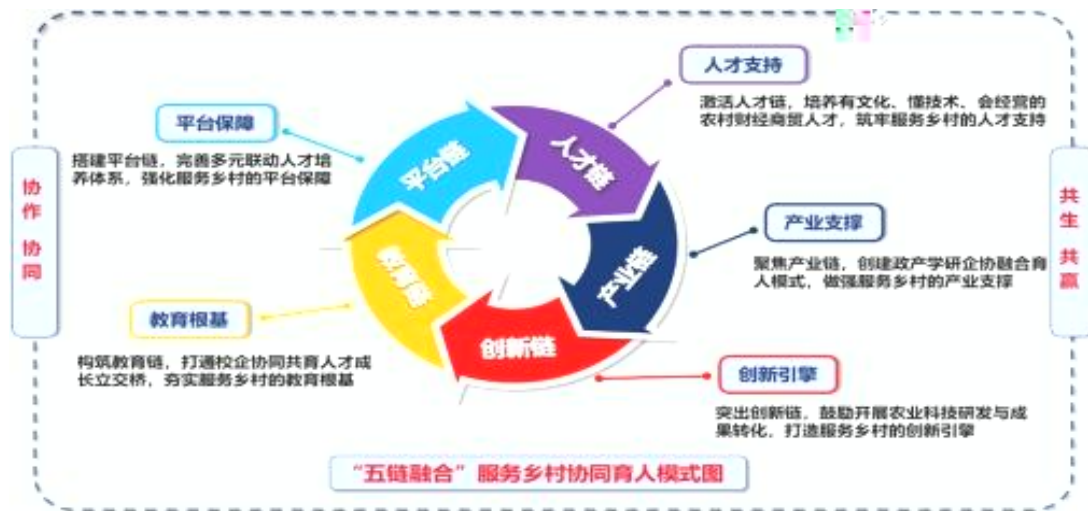 人才支持
激活人才链，培养有文化、懂技术、会经营的
农村财经商贸人才，筑牢服务乡村的人才支持
平台保障
搭建平台链，完善多元联动人才培
养体系，强化服务乡村的平台保障
平台链
人才链
协作 协同
共生 共赢
产业支撑
聚焦产业链，创建政产学研企协融合育
人模式，做强服务乡村的产业支撑
产业链
教育链
创新链
教育根基
构筑教育链，打通校企协同共育人才成
长立交桥，夯实服务乡村的教育根基
创新引擎
突出创新链，鼓励开展农业科技研发与成
果转化，打造服务乡村的创新引擎
“五链融合”服务乡村协同育人模式图